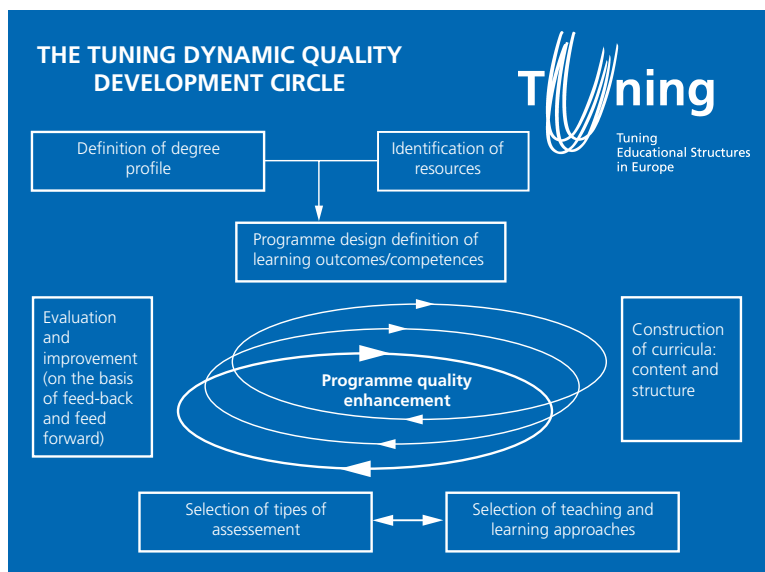 THE TUNING DYNAMIC QUALITY
DEVELOPMENT CIRCLE
Tuning
Tuning
Educational Structures
in Europe
Definition of degree
profile
Identification of
resources
Programme design definition of
learning outcomes/competences
Evaluation
and
improvement
(on the basis
of feed-back
and feed
forward)
Programme quality
enhancement
Construction
of curricula:
content and
structure
Selection of tipes of
assessement
Selection of teaching and
learning approaches